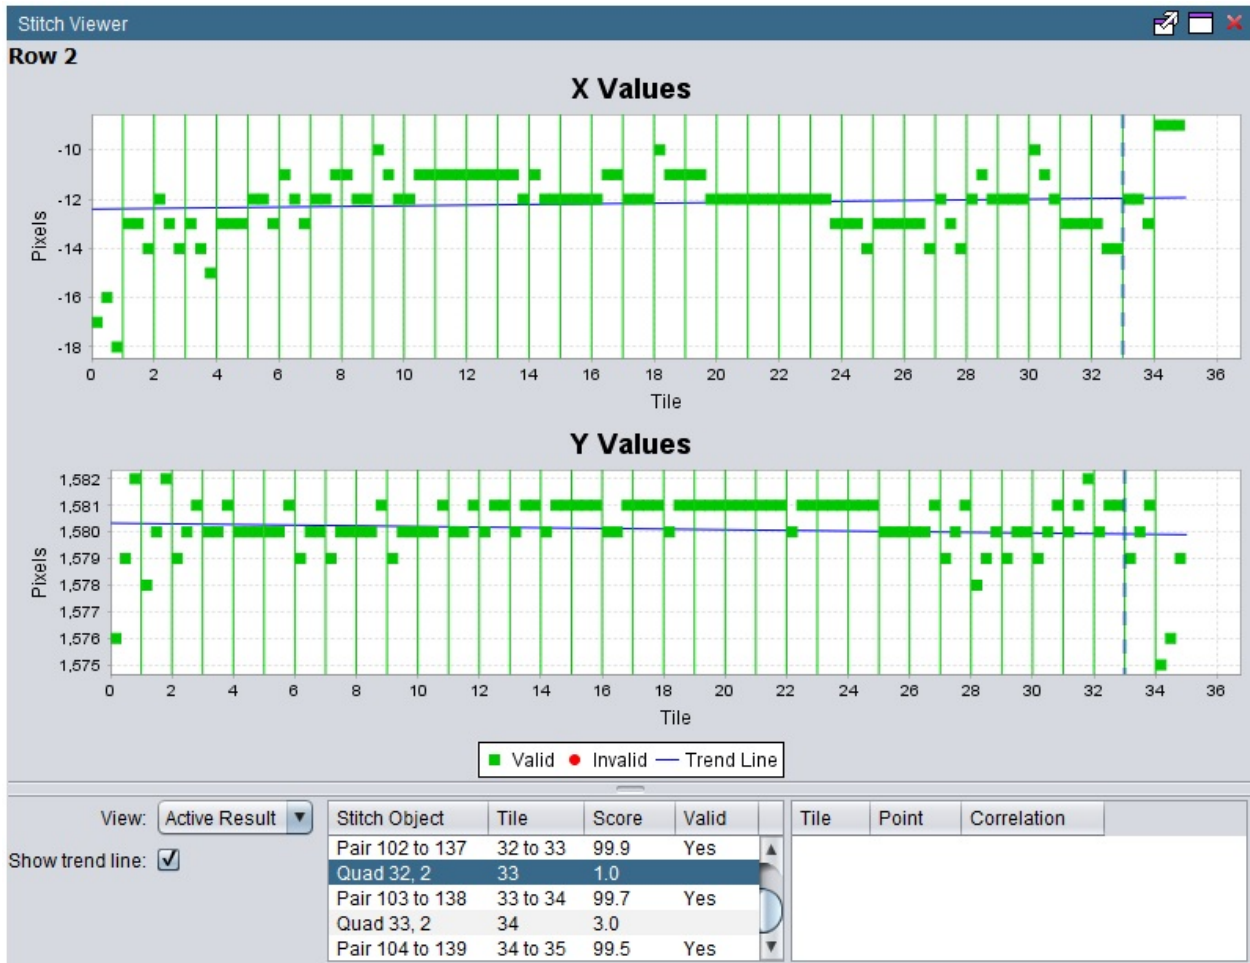 Stitch Viewer
Row 2
X Values
-10
-12
-14
-16
-18
Pixels
0 2 4 6 8 10 12 14 16 18 20 22 24 26 28 30 32 34 36
Tile
Y Values
1,582
1,581
1,580
1,579
1,578
1,577
1,576
1,575
Pixels
0 2 4 6 8 10 12 14 16 18 20 22 24 26 28 30 32 34 36
Tile
Valid Invalid Trend Line
View: Active Result
Show trend line:
Stitch Object Tile Score Valid
Pair 102 to 137 32 to 33 99.9 Yes
Quad 32, 2 33 1.0
Pair 103 to 138 33 to 34 99.7 Yes
Quad 33, 2 34 3.0
Pair 104 to 139 34 to 35 99.5 Yes
Tile Point Correlation